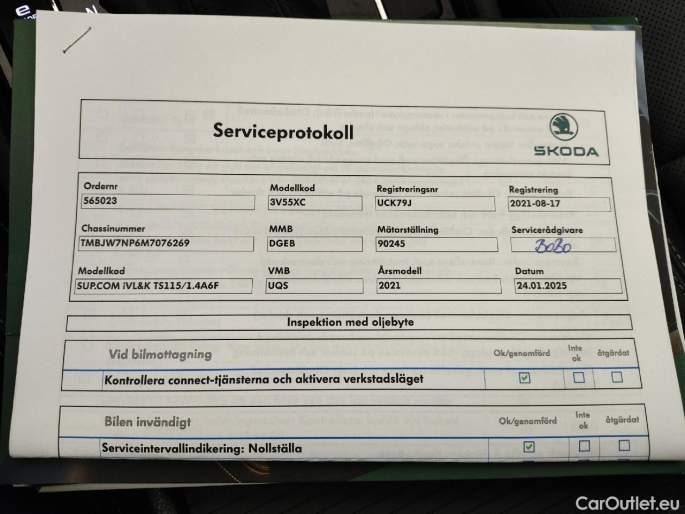 Serviceprotokoll
SKODA
Ordernr Modellkod Registreringsnr Registrering
565023 3V55XC UCK79J 2021-08-17
Chassinummer MMB Mätarställning Servicerådgivare
TMBJW7NP6M7076269 DGEB 90245 BoBo
Modellkod VMB Årsmodell Datum
SUP.COM iVL&K TS115/1.4A6F UQS 2021 24.01.2025
Inspektion med oljebyte
Vid bilmottagning Ok/genomförd Inte ok åtgärdat
Kontrollera connect-tjänsterna och aktivera verkstadsläget
Bilen invändigt Ok/genomförd Inte ok åtgärdat
Serviceintervallindikering: Nollställa
CarOutlet.eu